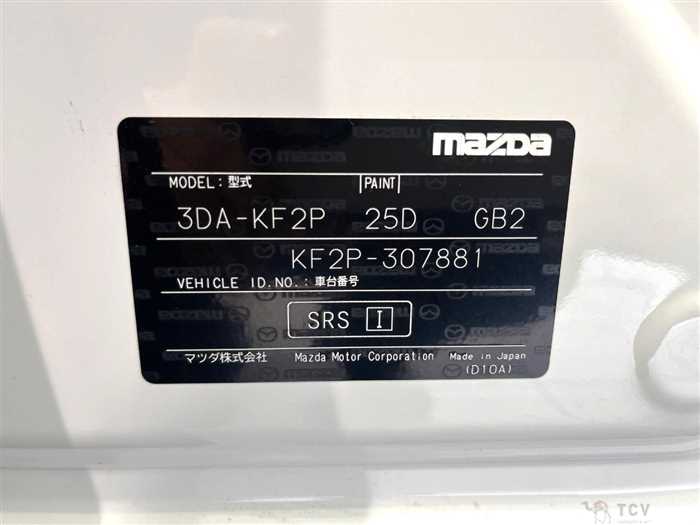 mazda
MODEL:型式 PAINT
3DA-KF2P 25D GB2
KF2P-307881
VEHICLE ID.NO.:車台番号
SRS I
マツダ株式会社 Mazda Motor Corporation Made in Japan
(D10A)
TCV